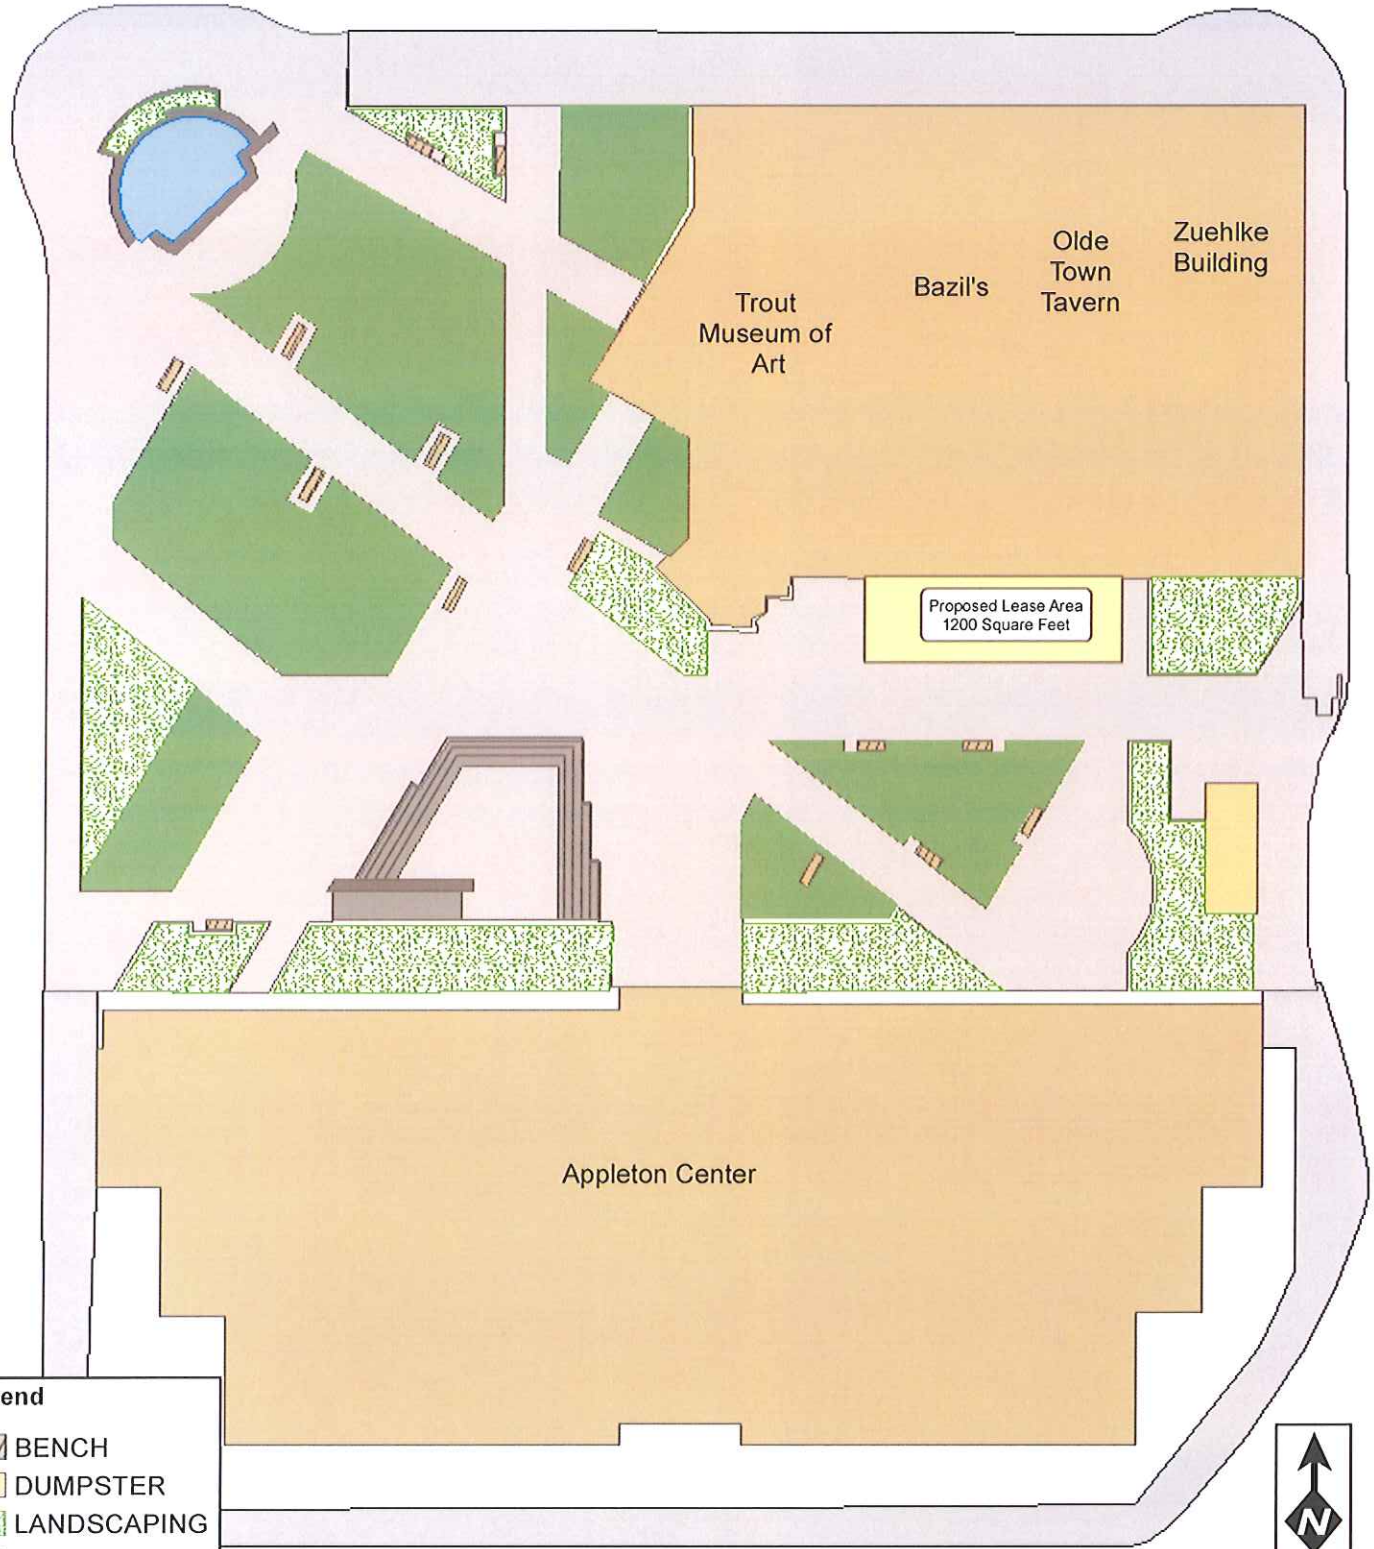 Zuehlke
Building
Olde
Town
Tavern
Bazil's
Trout
Museum of
Art
Proposed Lease Area
1200 Square Feet
Appleton Center
end
BENCH
DUMPSTER
LANDSCAPING
N